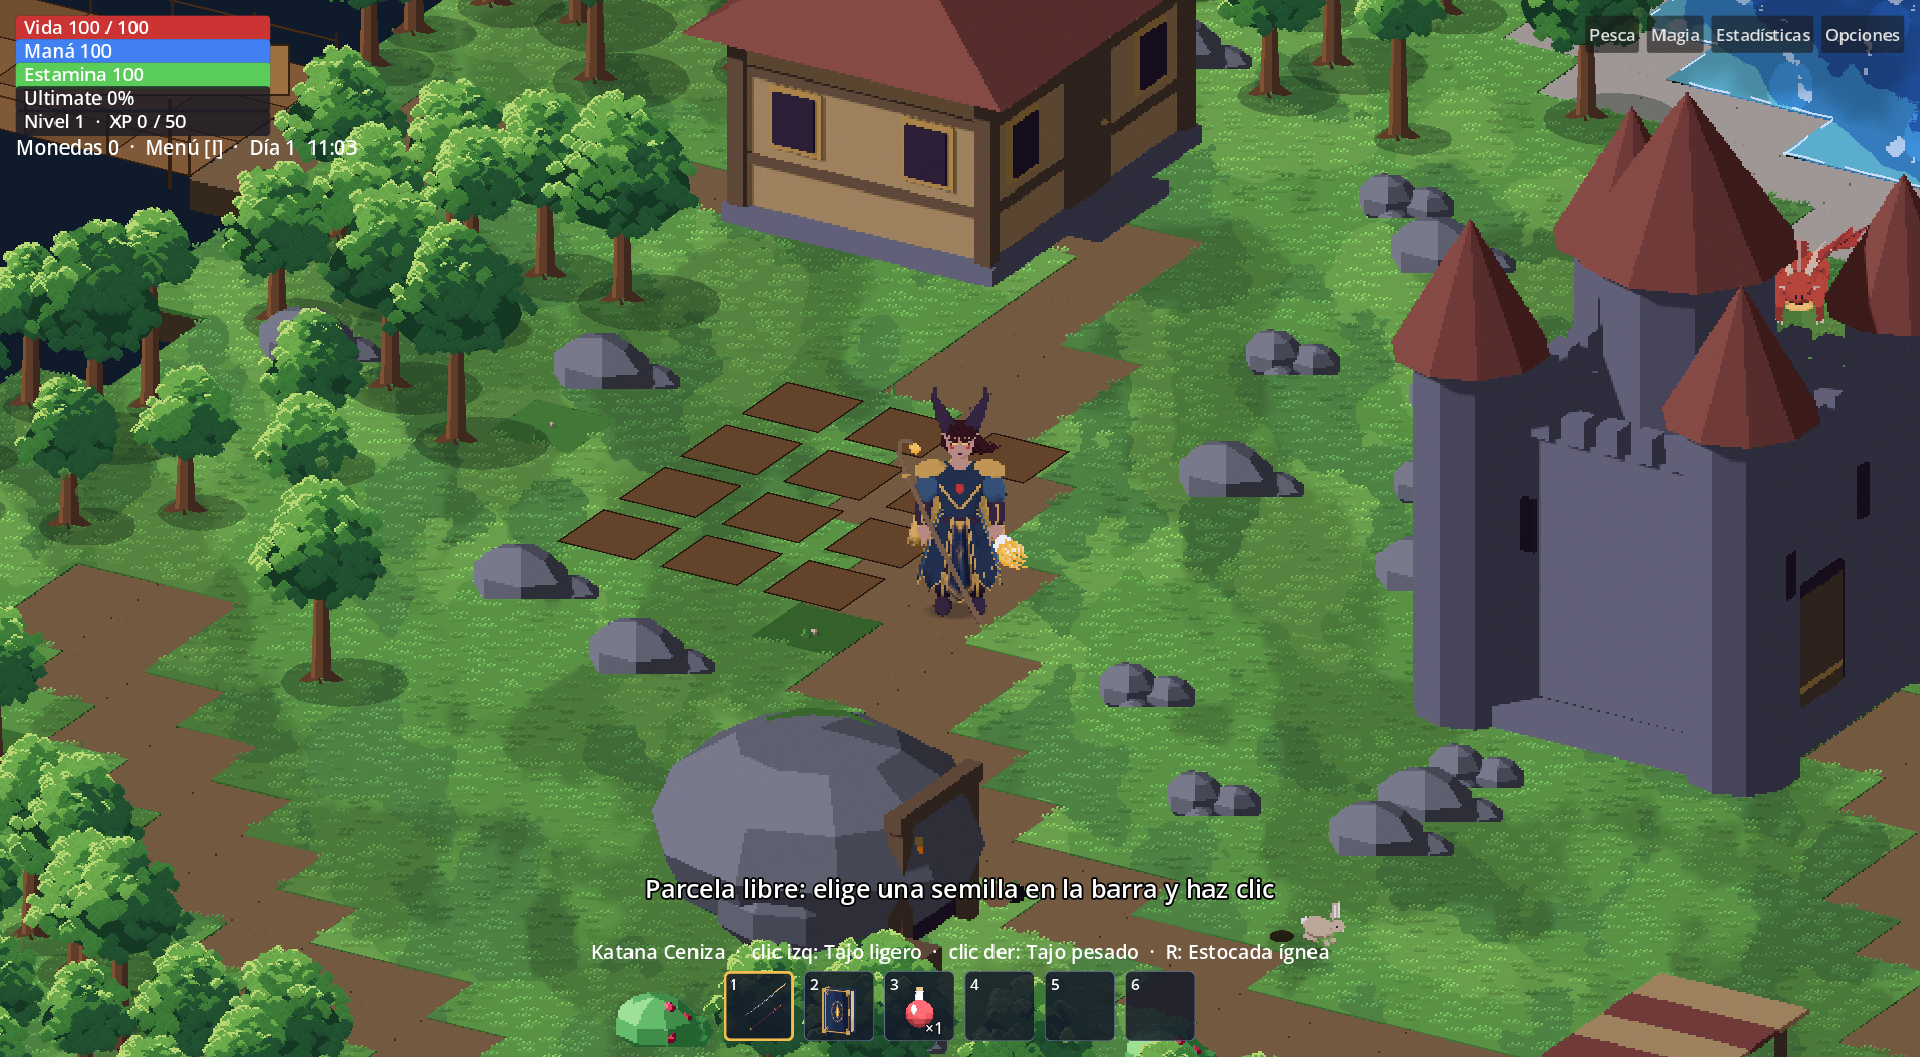 Vida 100 / 100
Maná 100
Estamina 100
Ultimate 0%
Nivel 1 · XP 0 / 50
Monedas 0 · Menú [I] · Día 1 11:03
Pesca Magia Estadísticas Opciones
Parcela libre: elige una semilla en la barra y haz clic
Katana Ceniza · clic izq: Tajo ligero · clic der: Tajo pesado · R: Estocada ígnea
1 2 3 4 5 6
×1